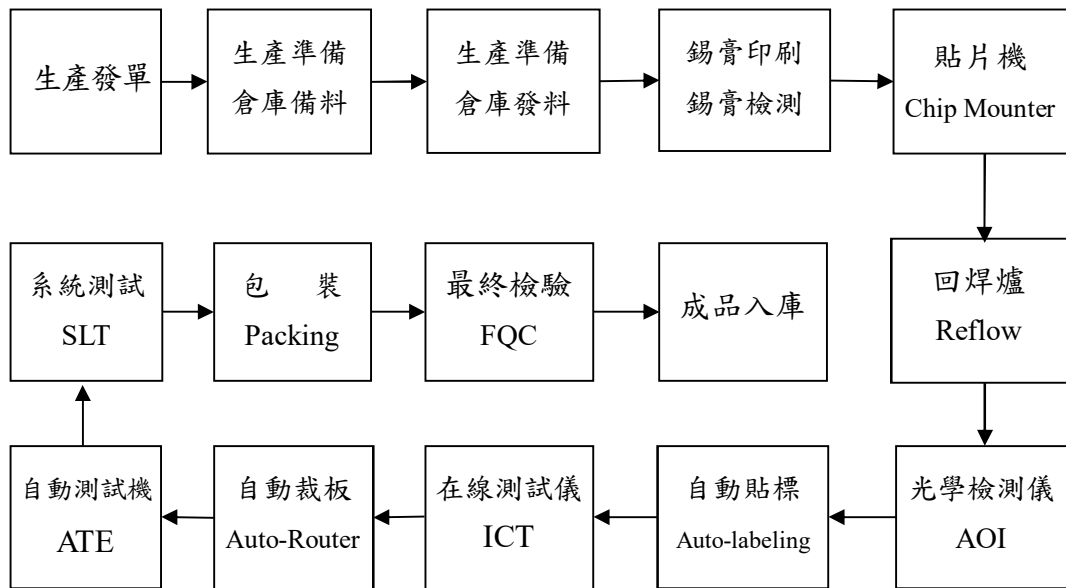 生產發單
生產準備
倉庫備料
生產準備
倉庫發料
錫膏印刷
錫膏檢測
貼片機
Chip Mounter
回焊爐
Reflow
光學檢測儀
AOI
自動貼標
Auto-labeling
在線測試儀
ICT
自動裁板
Auto-Router
自動測試機
ATE
系統測試
SLT
包 裝
Packing
最終檢驗
FQC
成品入庫